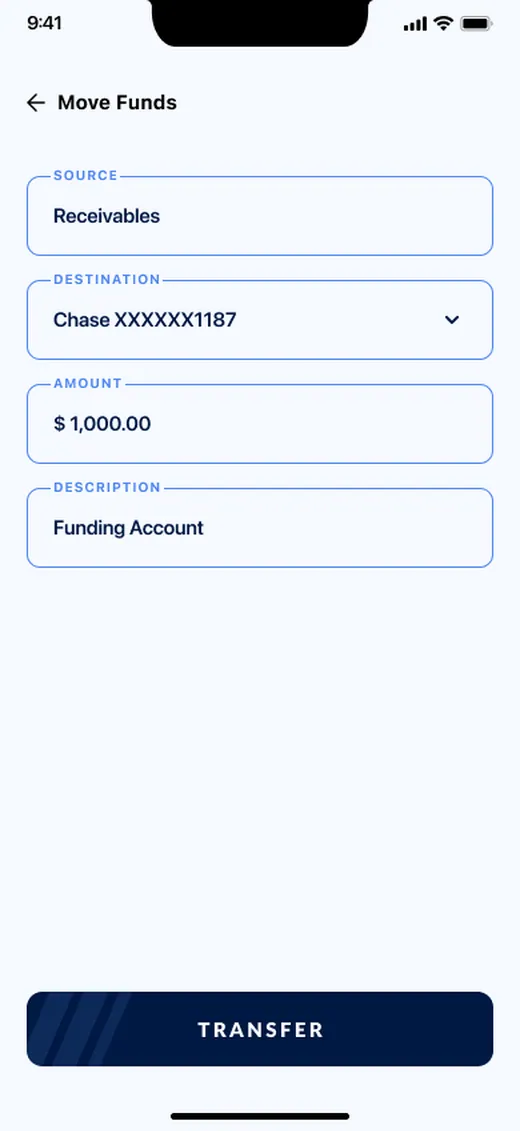 9:41
Move Funds
SOURCE
Receivables
DESTINATION
Chase XXXXXX1187
AMOUNT
$ 1,000.00
DESCRIPTION
Funding Account
TRANSFER